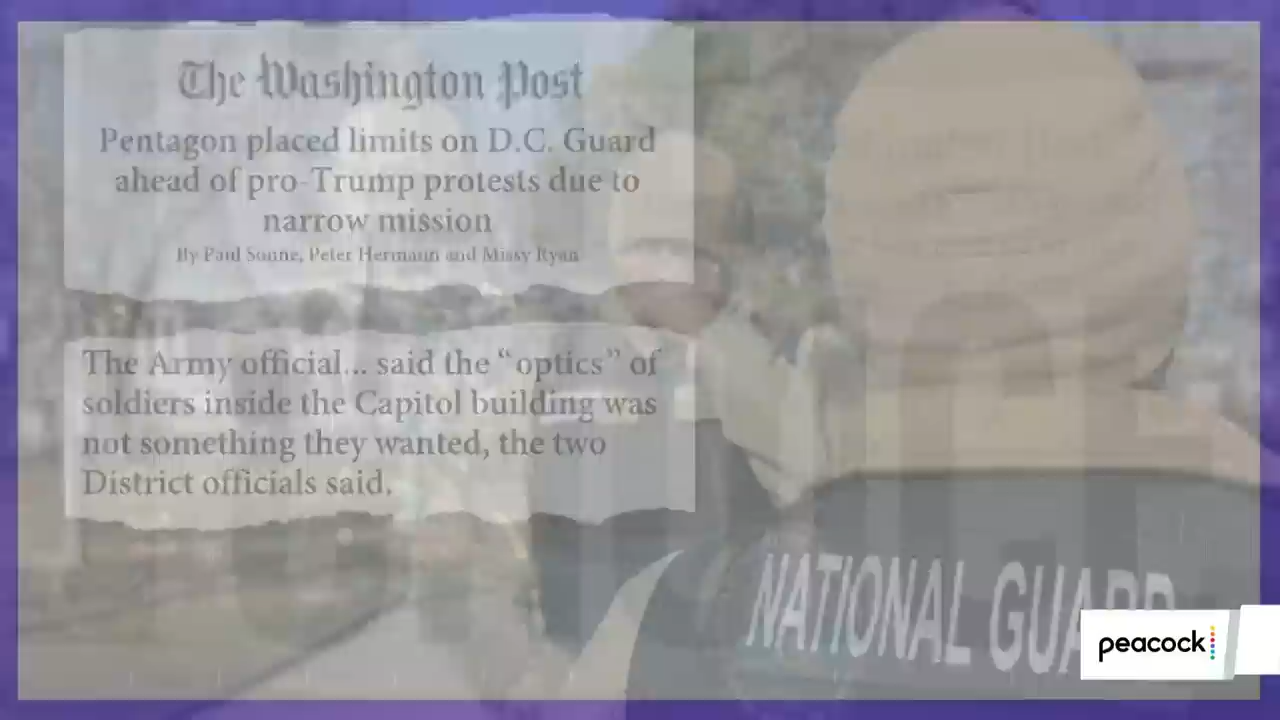 The Washington Post
Pentagon placed limits on D.C. Guard
ahead of pro-Trump protests due to
narrow mission
By Paul Sonne, Peter Hermann and Missy Ryan
The Army official... said the “optics” of
soldiers inside the Capitol building was
not something they wanted, the two
District officials said.
NATIONAL GUARD
peacock